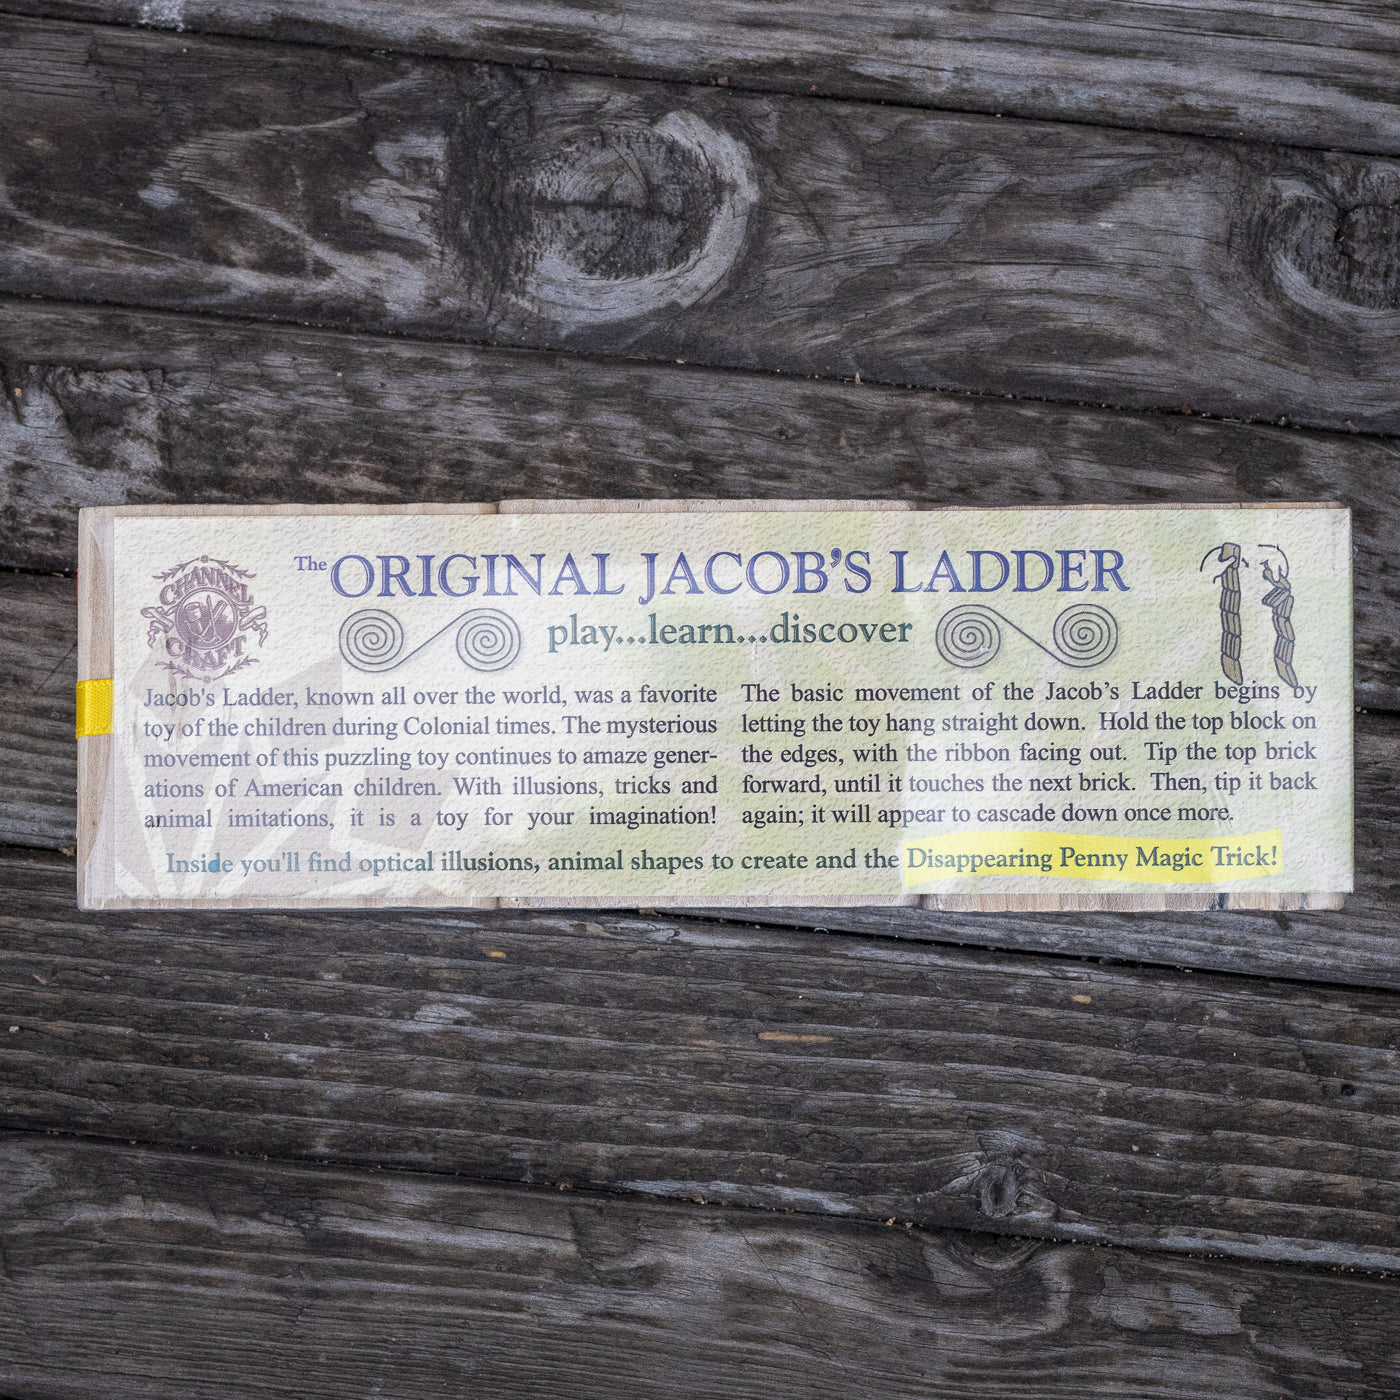 The ORIGINAL JACOB'S LADDER
play...learn...discover
CHANNEL
CRAFT
Jacob's Ladder, known all over the world, was a favorite
toy of the children during Colonial times. The mysterious
movement of this puzzling toy continues to amaze gener-
ations of American children. With illusions, tricks and
animal imitations, it is a toy for your imagination!
The basic movement of the Jacob's Ladder begins by
letting the toy hang straight down. Hold the top block on
the edges, with the ribbon facing out. Tip the top brick
forward, until it touches the next brick. Then, tip it back
again; it will appear to cascade down once more.
Inside you'll find optical illusions, animal shapes to create and the Disappearing Penny Magic Trick!